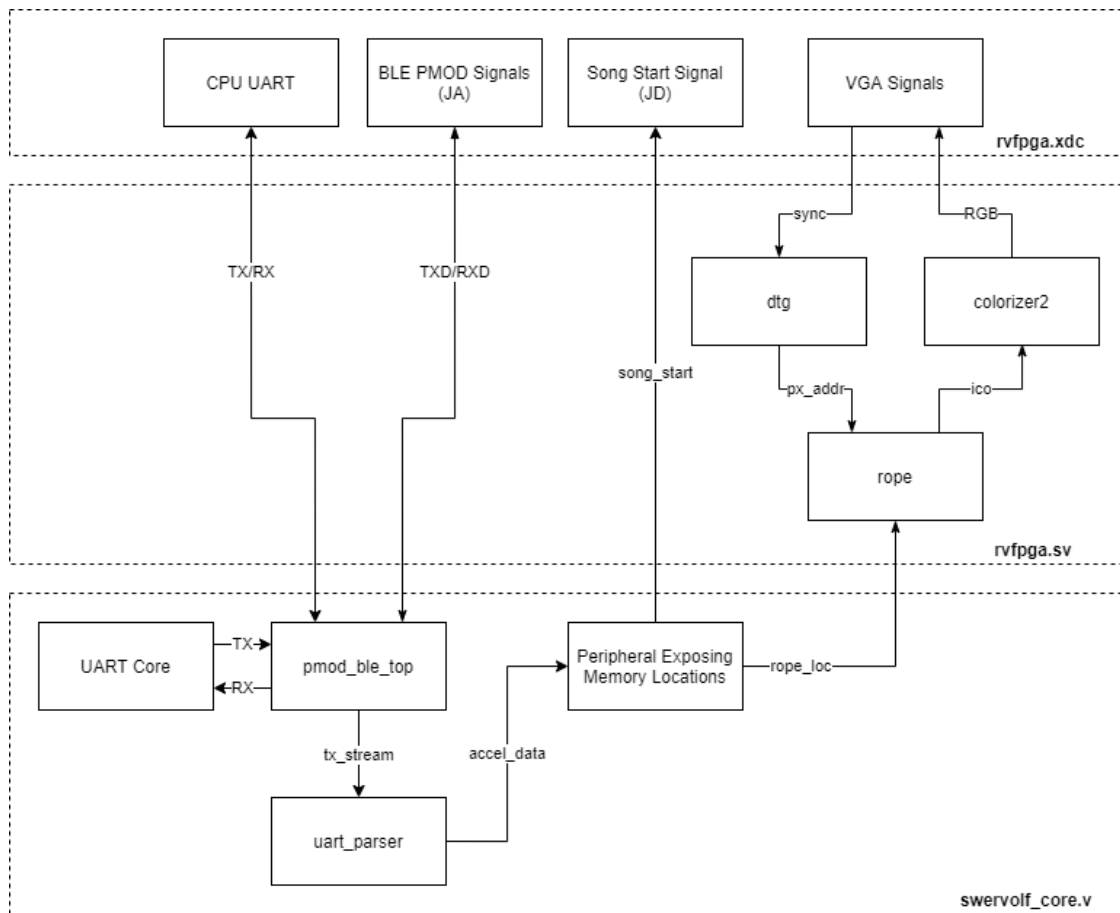 CPU UART
BLE PMOD Signals
(JA)
Song Start Signal
(JD)
VGA Signals
rvfpga.xdc
sync
RGB
TX/RX
TXD/RXD
dtg
colorizer2
song_start
px_addr
ico
rope
rvfpga.sv
UART Core
TX
RX
pmod_ble_top
Peripheral Exposing
Memory Locations
rope_loc
tx_stream
accel_data
uart_parser
swervolf_core.v